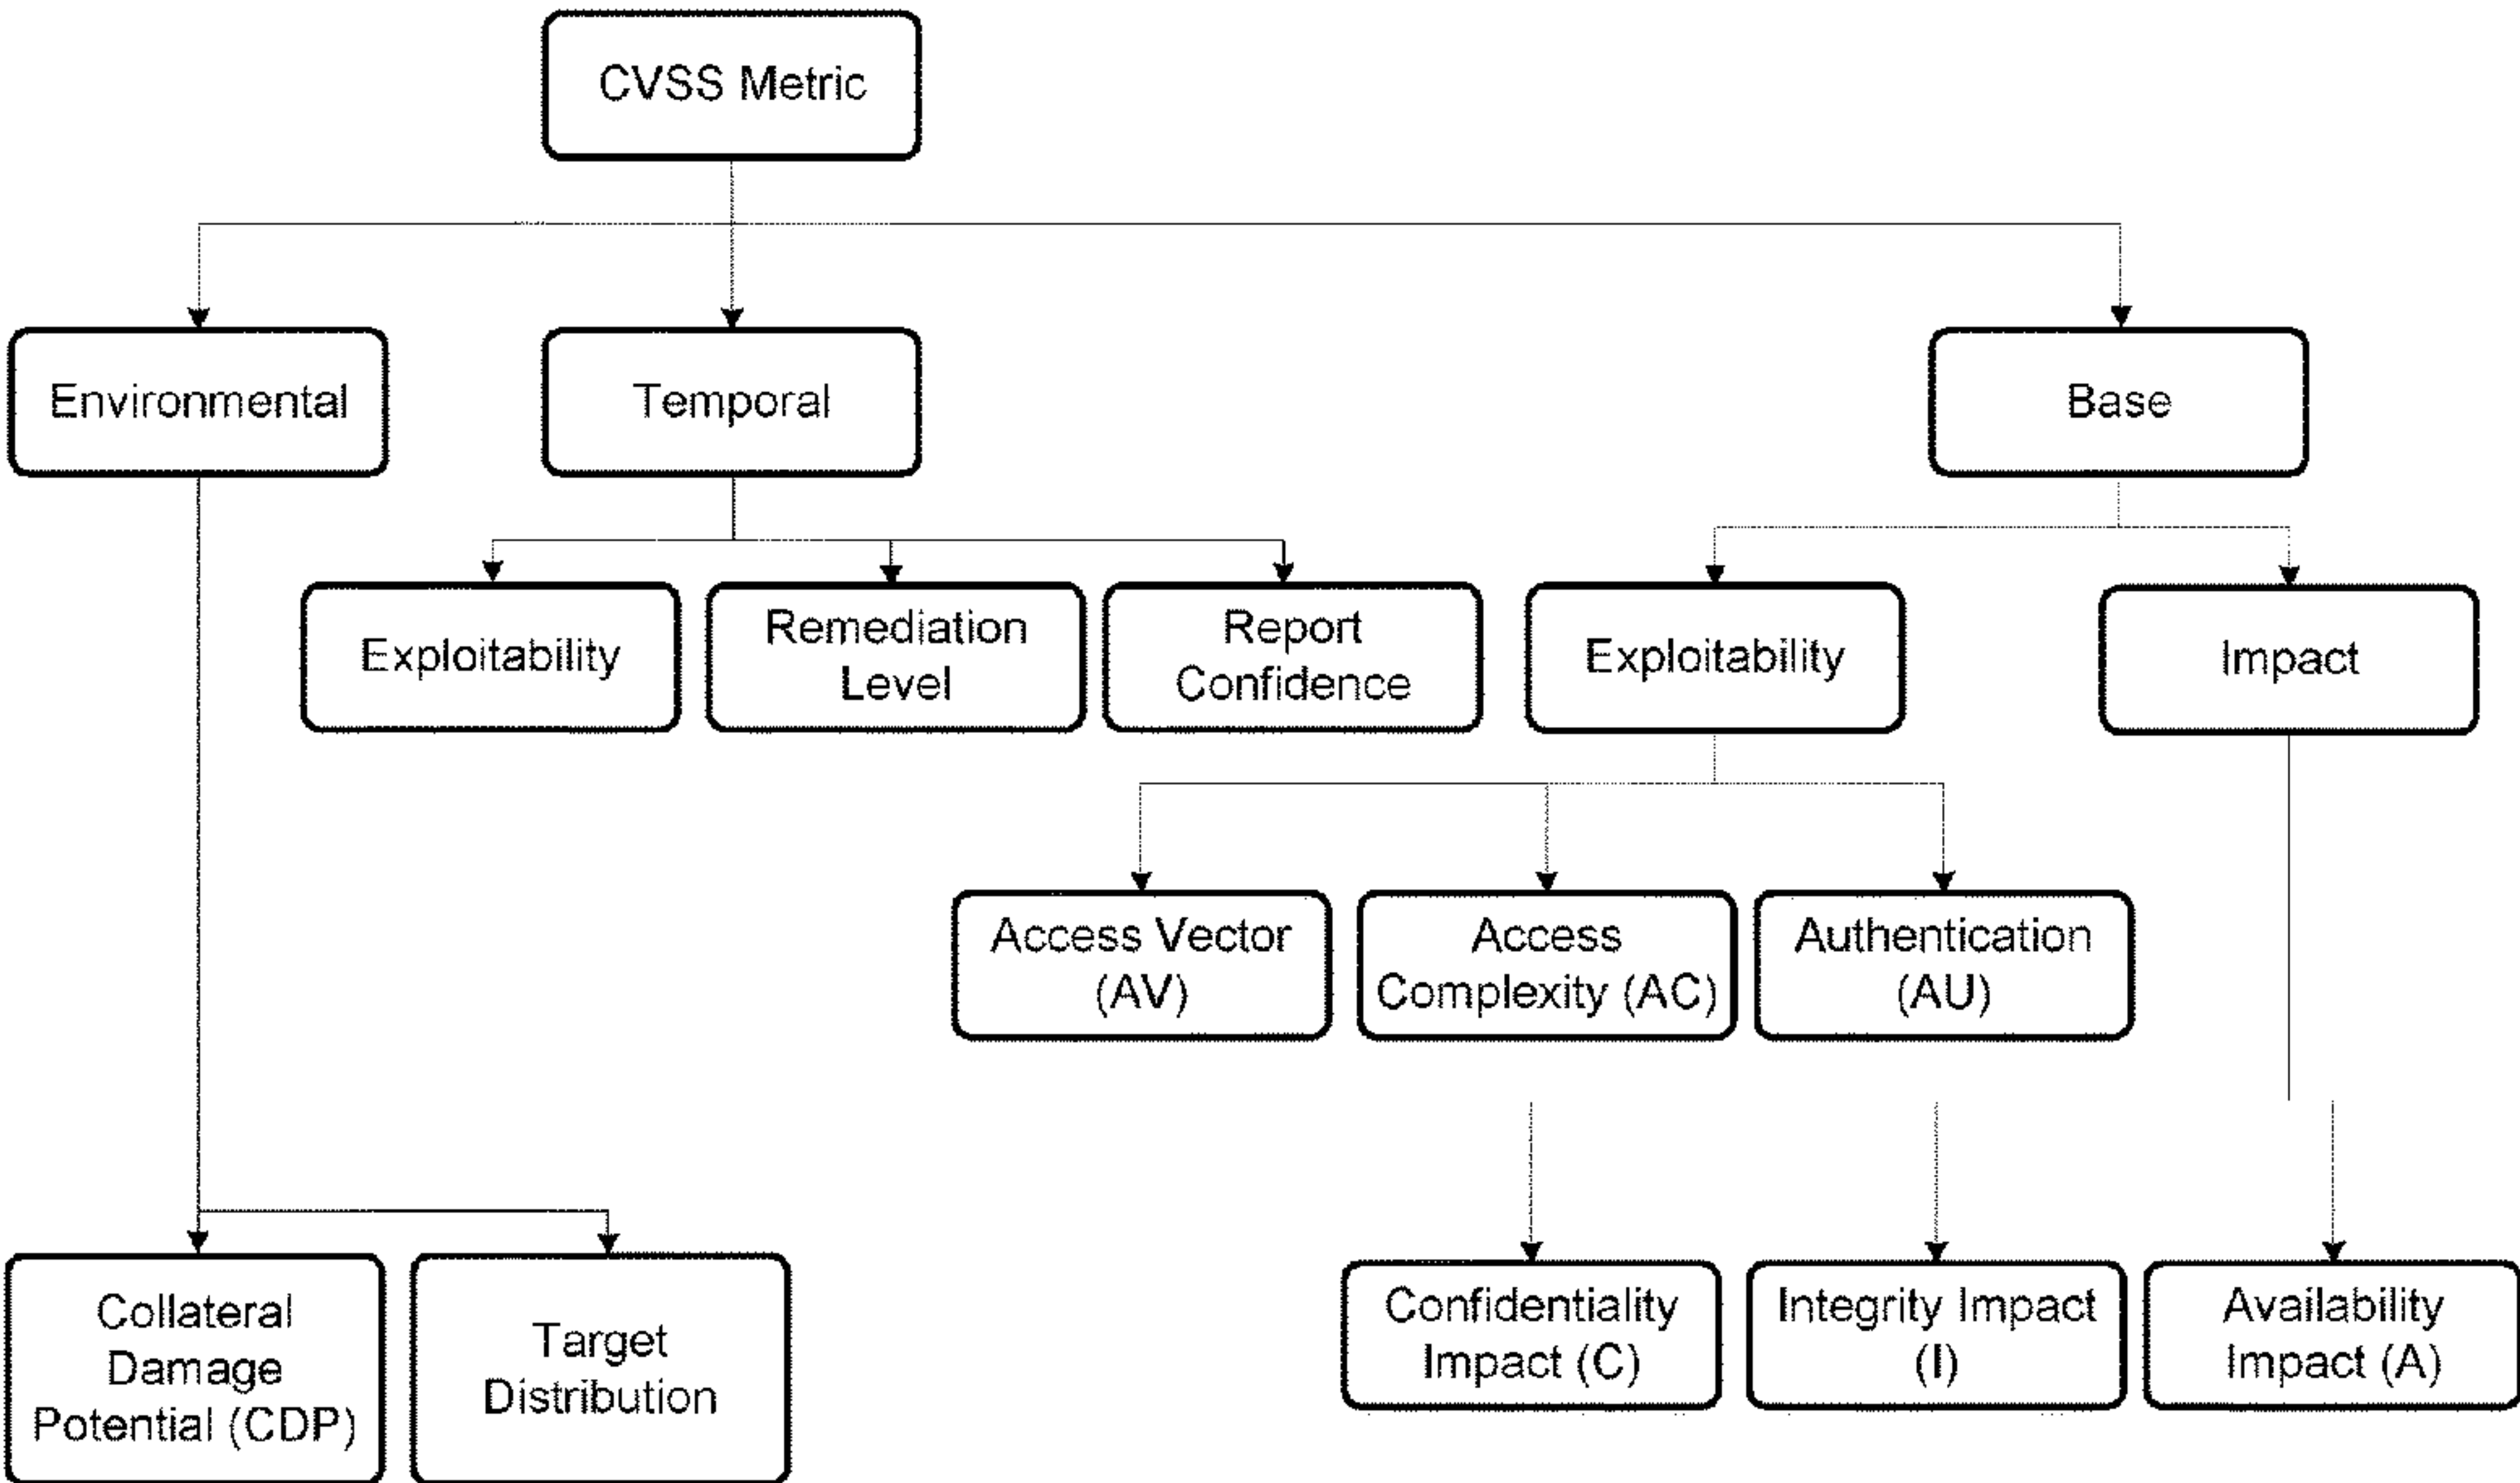 CVSS Metric
Environmental
Temporal
Base
Exploitability
Remediation
Level
Report
Confidence
Exploitability
Impact
Access Vector
(AV)
Access
Complexity (AC)
Authentication
(AU)
Collateral
Damage
Potential (CDP)
Target
Distribution
Confidentiality
Impact (C)
Integrity Impact
(I)
Availability
Impact (A)